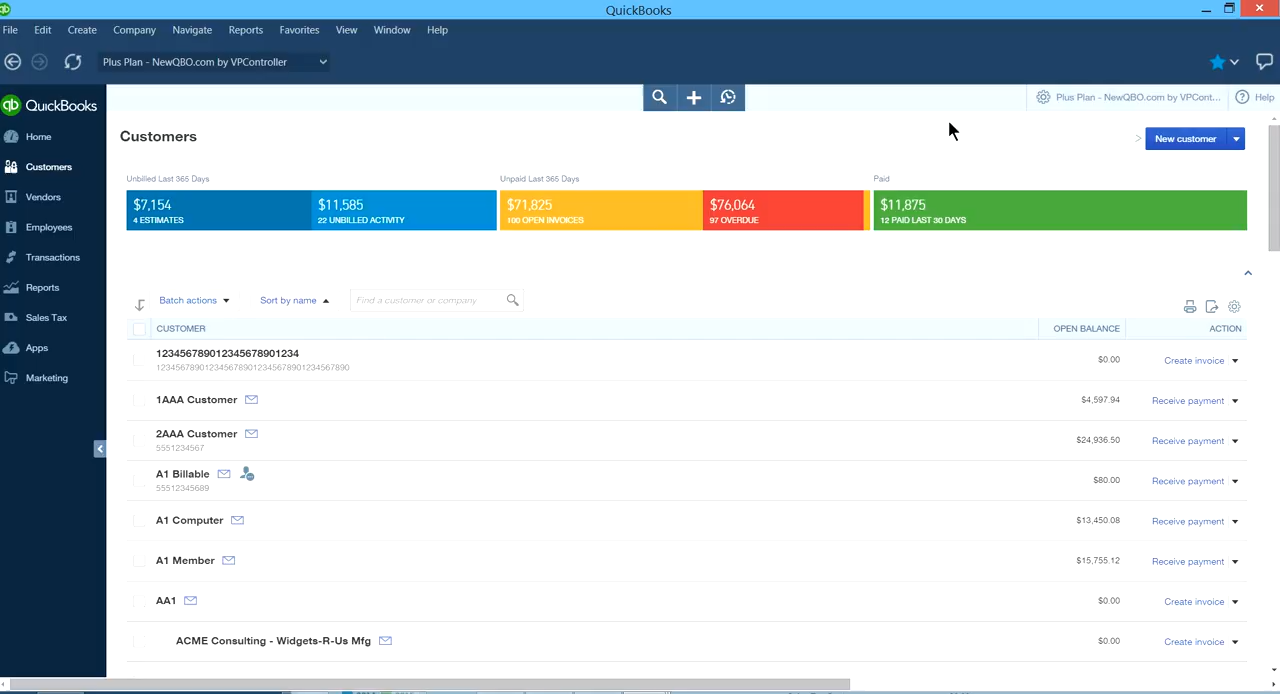 QuickBooks
File Edit Create Company Navigate Reports Favorites View Window Help
Plus Plan - NewQBO.com by VPController
qb QuickBooks
Plus Plan - NewQBO.com by VPCont... Help
Home
Customers
Vendors
Employees
Transactions
Reports
Sales Tax
Apps
Marketing
Customers
New customer
Unbilled Last 365 Days Unpaid Last 365 Days Paid
$7,154 $11,585 $71,825 $76,064 $11,875
4 ESTIMATES 22 UNBILLED ACTIVITY 100 OPEN INVOICES 97 OVERDUE 12 PAID LAST 30 DAYS
Batch actions Sort by name Find a customer or company
CUSTOMER OPEN BALANCE ACTION
123456789012345678901234 $0.00 Create invoice
1234567890123456789012345678901234567890
1AAA Customer $4,597.94 Receive payment
2AAA Customer $24,936.50 Receive payment
5551234567
A1 Billable $80.00 Receive payment
55512345689
A1 Computer $13,450.08 Receive payment
A1 Member $15,755.12 Receive payment
AA1 $0.00 Create invoice
ACME Consulting - Widgets-R-Us Mfg $0.00 Create invoice